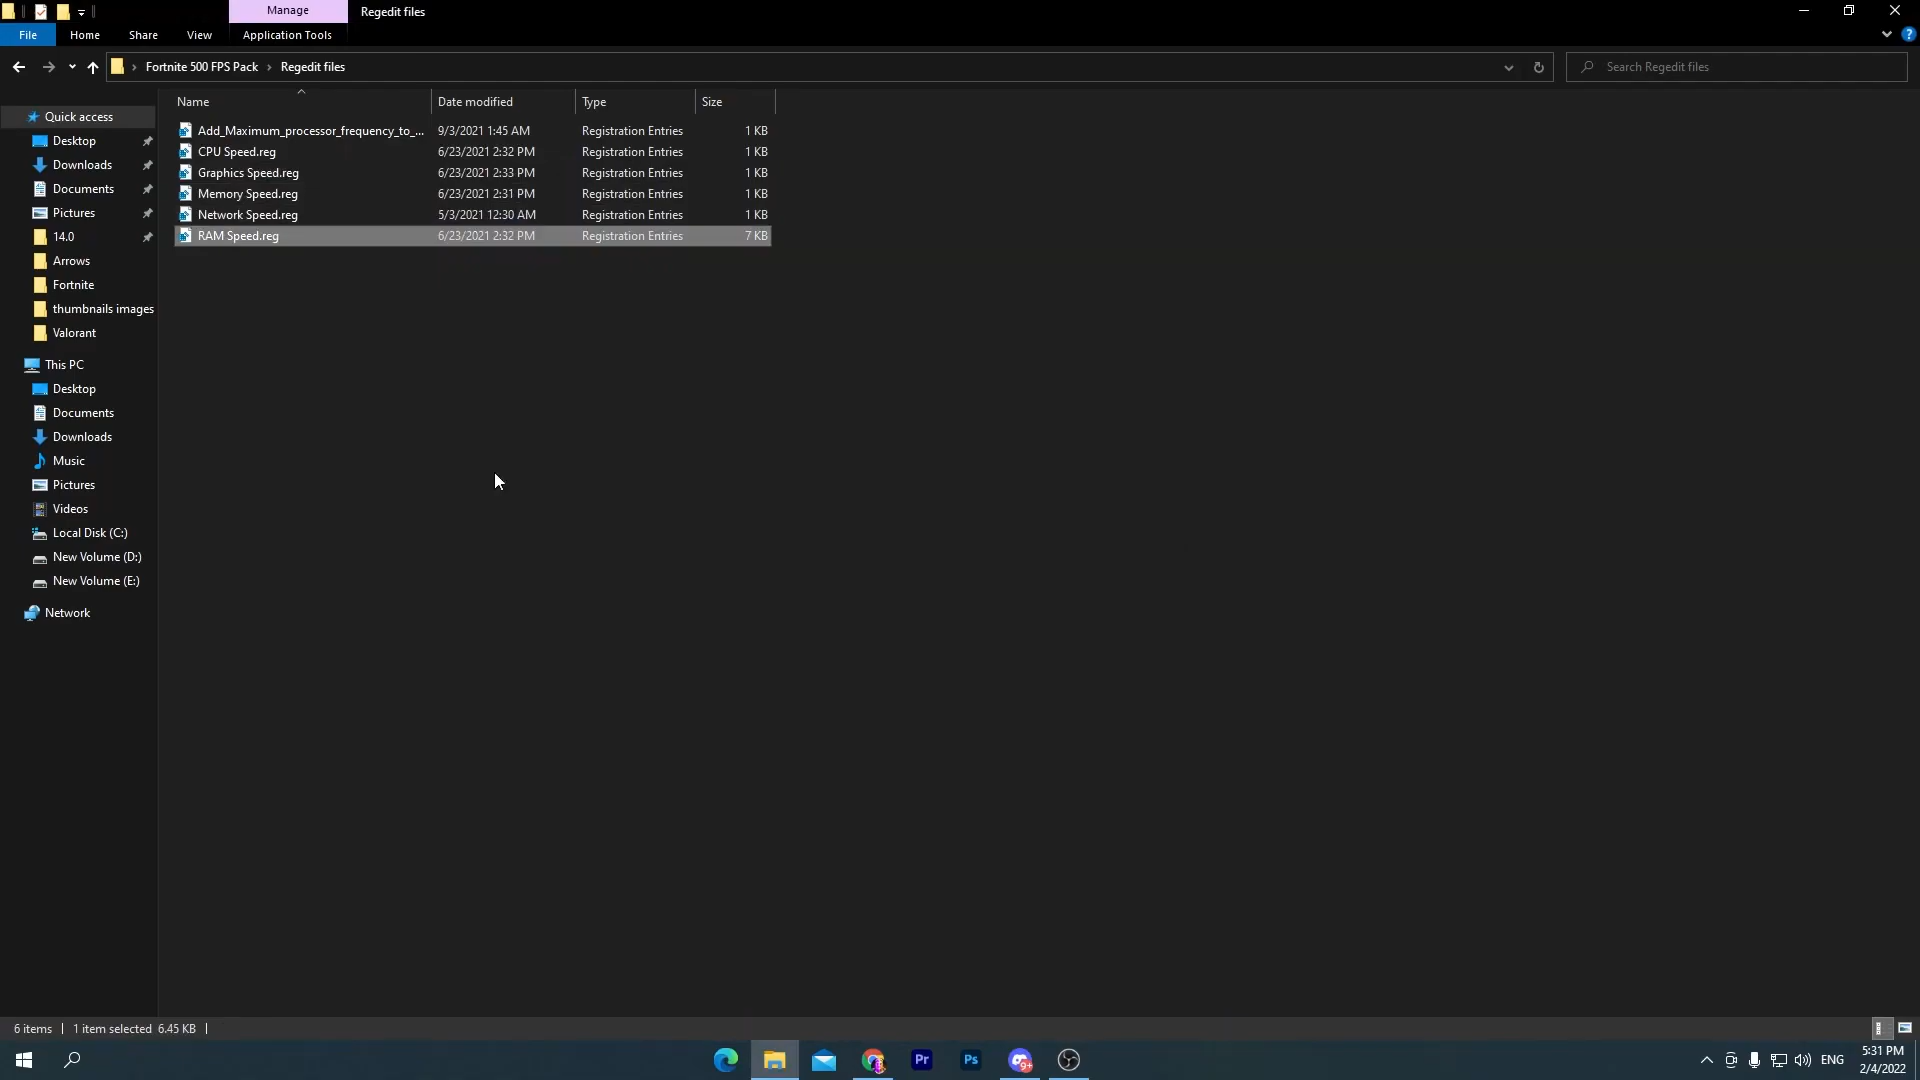 Manage
Regedit files
File
Home
Share
View
Application Tools
?
Fortnite 500 FPS Pack
Regedit files
Search Regedit files
Name
Date modified
Type
Size
Quick access
Desktop
Downloads
Documents
Pictures
14.0
Arrows
Fortnite
thumbnails images
Valorant
This PC
Desktop
Documents
Downloads
Music
Pictures
Videos
Local Disk (C:)
New Volume (D:)
New Volume (E:)
Network
Add_Maximum_processor_frequency_to_... 9/3/2021 1:45 AM Registration Entries 1 KB
CPU Speed.reg 6/23/2021 2:32 PM Registration Entries 1 KB
Graphics Speed.reg 6/23/2021 2:33 PM Registration Entries 1 KB
Memory Speed.reg 6/23/2021 2:31 PM Registration Entries 1 KB
Network Speed.reg 5/3/2021 12:30 AM Registration Entries 1 KB
RAM Speed.reg 6/23/2021 2:32 PM Registration Entries 7 KB
6 items
1 item selected 6.45 KB
Pr
Ps
9+
ENG
5:31 PM
2/4/2022